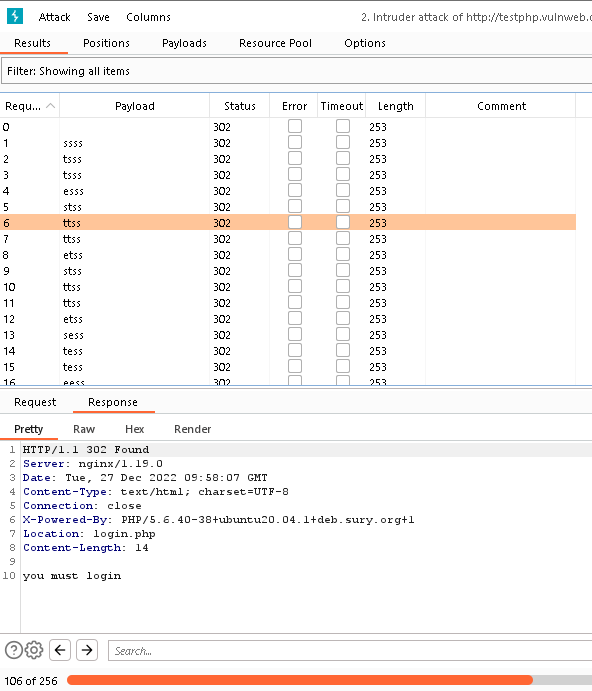 Attack Save Columns 2. Intruder attack of http://testphp.vulnweb.c
Results Positions Payloads Resource Pool Options
Filter: Showing all items
Requ... Payload Status Error Timeout Length Comment
0 302 253
1 ssss 302 253
2 tsss 302 253
3 tsss 302 253
4 esss 302 253
5 stss 302 253
6 ttss 302 253
7 ttss 302 253
8 etss 302 253
9 stss 302 253
10 ttss 302 253
11 ttss 302 253
12 etss 302 253
13 sess 302 253
14 tess 302 253
15 tess 302 253
16 eess 302 253
Request Response
Pretty Raw Hex Render
1 HTTP/1.1 302 Found
2 Server: nginx/1.19.0
3 Date: Tue, 27 Dec 2022 09:58:07 GMT
4 Content-Type: text/html; charset=UTF-8
5 Connection: close
6 X-Powered-By: PHP/5.6.40-38+ubuntu20.04.1+deb.sury.org+1
7 Location: login.php
8 Content-Length: 14
9
10 you must login
? Search...
106 of 256